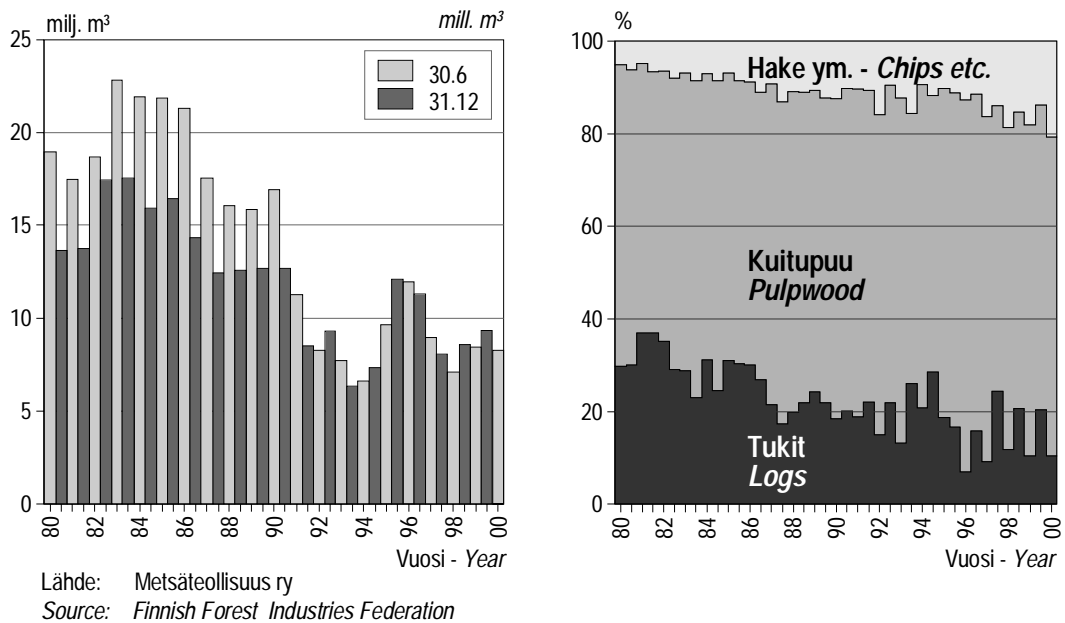 milj. m³ mill. m³
25
20
15
10
5
0
30.6
31.12
80 82 84 86 88 90 92 94 96 98 00
Vuosi - Year
%
100
80
60
40
20
0
Hake ym. - Chips etc.
Kuitupuu
Pulpwood
Tukit
Logs
80 82 84 86 88 90 92 94 96 98 00
Vuosi - Year
Lähde: Metsäteollisuus ry
Source: Finnish Forest Industries Federation